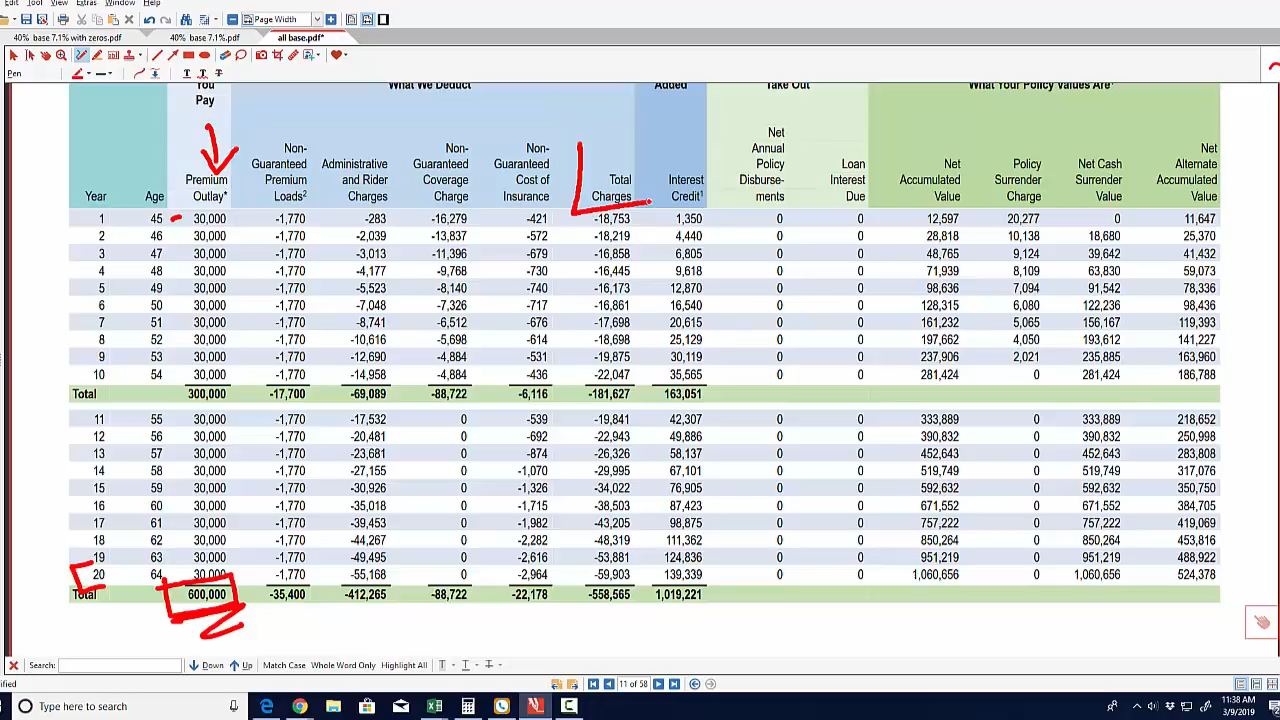 Edit Tool View Extras Window Help
Page Width
40% base 7.1% with zeros.pdf 40% base 7.1%.pdf all base.pdf*
Pen
You Pay What We Deduct Added Take Out What Your Policy Values Are¹
Year Age Premium Outlay* Non-Guaranteed Premium Loads² Administrative and Rider Charges Non-Guaranteed Coverage Charge Non-Guaranteed Cost of Insurance Total Charges Interest Credit¹ Net Annual Policy Disburse-ments Loan Interest Due Net Accumulated Value Policy Surrender Charge Net Cash Surrender Value Net Alternate Accumulated Value
1 45 30,000 -1,770 -283 -16,279 -421 -18,753 1,350 0 0 12,597 20,277 0 11,647
2 46 30,000 -1,770 -2,039 -13,837 -572 -18,219 4,440 0 0 28,818 10,138 18,680 25,370
3 47 30,000 -1,770 -3,013 -11,396 -679 -16,858 6,805 0 0 48,765 9,124 39,642 41,432
4 48 30,000 -1,770 -4,177 -9,768 -730 -16,445 9,618 0 0 71,939 8,109 63,830 59,073
5 49 30,000 -1,770 -5,523 -8,140 -740 -16,173 12,870 0 0 98,636 7,094 91,542 78,336
6 50 30,000 -1,770 -7,048 -7,326 -717 -16,861 16,540 0 0 128,315 6,080 122,236 98,436
7 51 30,000 -1,770 -8,741 -6,512 -676 -17,698 20,615 0 0 161,232 5,065 156,167 119,393
8 52 30,000 -1,770 -10,616 -5,698 -614 -18,698 25,129 0 0 197,662 4,050 193,612 141,227
9 53 30,000 -1,770 -12,690 -4,884 -531 -19,875 30,119 0 0 237,906 2,021 235,885 163,960
10 54 30,000 -1,770 -14,958 -4,884 -436 -22,047 35,565 0 0 281,424 0 281,424 186,788
Total 300,000 -17,700 -69,089 -88,722 -6,116 -181,627 163,051
11 55 30,000 -1,770 -17,532 0 -539 -19,841 42,307 0 0 333,889 0 333,889 218,652
12 56 30,000 -1,770 -20,481 0 -692 -22,943 49,886 0 0 390,832 0 390,832 250,998
13 57 30,000 -1,770 -23,681 0 -874 -26,326 58,137 0 0 452,643 0 452,643 283,808
14 58 30,000 -1,770 -27,155 0 -1,070 -29,995 67,101 0 0 519,749 0 519,749 317,076
15 59 30,000 -1,770 -30,926 0 -1,326 -34,022 76,905 0 0 592,632 0 592,632 350,750
16 60 30,000 -1,770 -35,018 0 -1,715 -38,503 87,423 0 0 671,552 0 671,552 384,705
17 61 30,000 -1,770 -39,453 0 -1,982 -43,205 98,875 0 0 757,222 0 757,222 419,069
18 62 30,000 -1,770 -44,267 0 -2,282 -48,319 111,362 0 0 850,264 0 850,264 453,816
19 63 30,000 -1,770 -49,495 0 -2,616 -53,881 124,836 0 0 951,219 0 951,219 488,922
20 64 30,000 -1,770 -55,168 0 -2,964 -59,903 139,339 0 0 1,060,656 0 1,060,656 524,378
Total 600,000 -35,400 -412,265 -88,722 -22,178 -558,565 1,019,221
Search: Down Up Match Case Whole Word Only Highlight All
ified 11 of 58
Type here to search
11:38 AM
3/9/2019